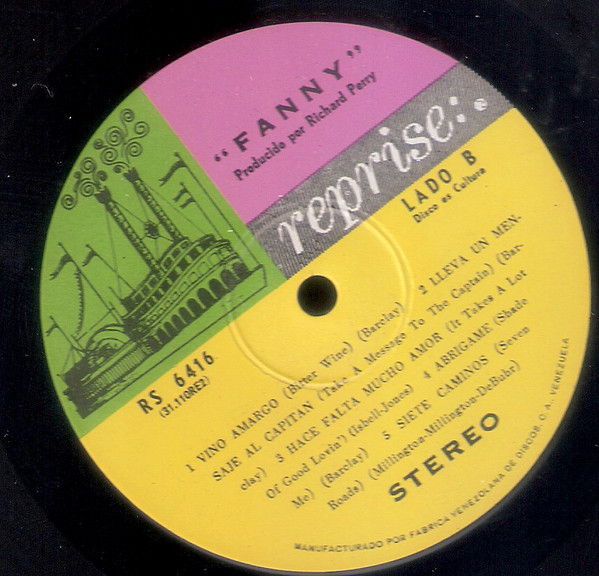 "FANNY"
Producido por Richard Perry
reprise:
LADO B
Disco es Cultura
RS 6416
(31.110RE2)
1 VINO AMARGO (Bitter Wine) (Barclay) 2 LLEVA UN MEN-
SAJE AL CAPITAN (Take A Message To The Captain) (Bar-
clay) 3 HACE FALTA MUCHO AMOR (It Takes A Lot
Of Good Lovin') (Isbell-Jones) 4 ABRIGAME (Shade
Me) (Barclay) 5 SIETE CAMINOS (Seven
Roads) (Millington-Millington-DeBuhr)
STEREO
MANUFACTURADO POR FABRICA VENEZOLANA DE DISCOS, C. A., VENEZUELA